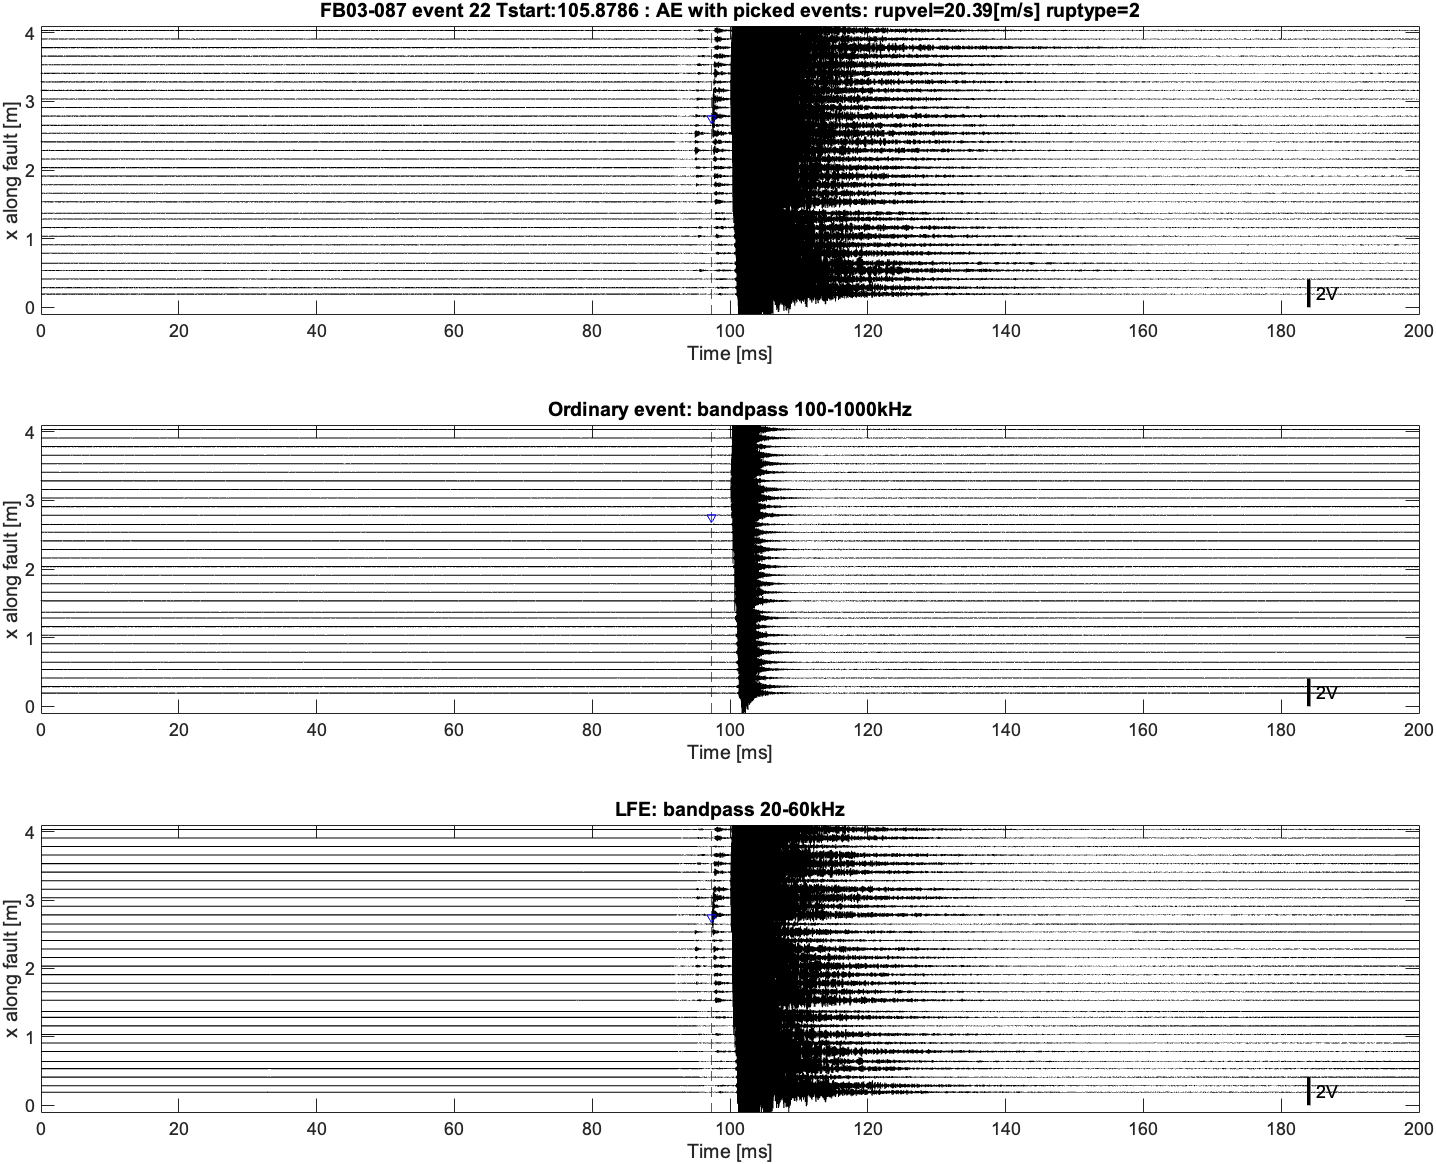 FB03-087 event 22 Tstart:105.8786 : AE with picked events: rupvel=20.39[m/s] ruptype=2
4
3
2
1
0
x along fault [m]
2V
0 20 40 60 80 100 120 140 160 180 200
Time [ms]
Ordinary event: bandpass 100-1000kHz
4
3
2
1
0
x along fault [m]
2V
0 20 40 60 80 100 120 140 160 180 200
Time [ms]
LFE: bandpass 20-60kHz
4
3
2
1
0
x along fault [m]
2V
0 20 40 60 80 100 120 140 160 180 200
Time [ms]